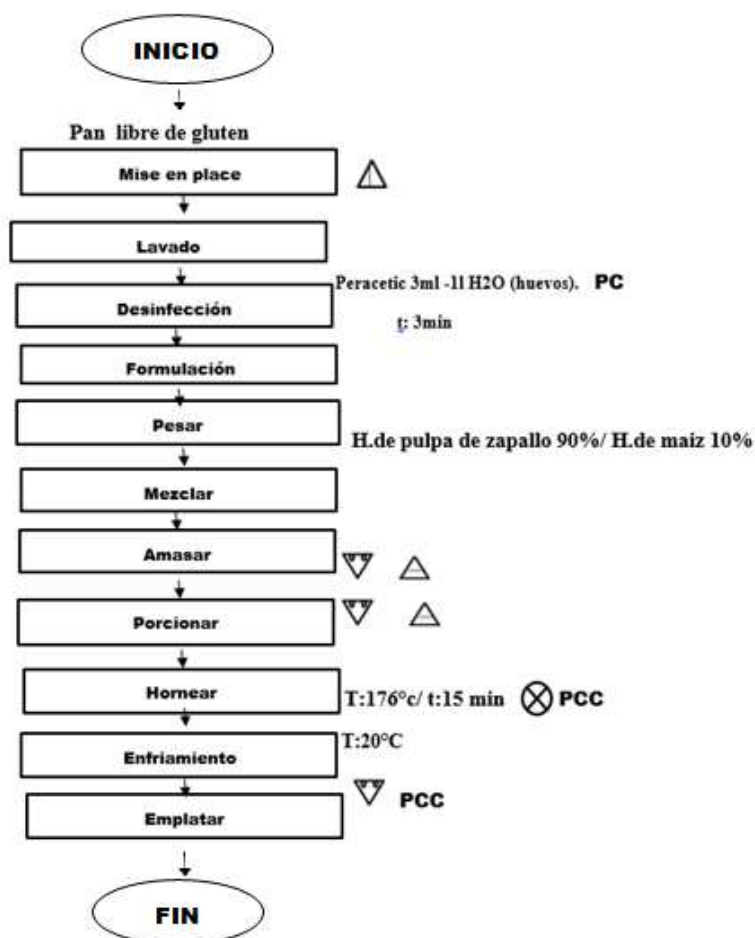 INICIO
Pan libre de gluten
Mise en place
Lavado
Peracetic 3ml -1l H2O (huevos). PC
Desinfección
t: 3min
Formulación
Pesar
H.de pulpa de zapallo 90%/ H.de maiz 10%
Mezclar
Amasar
Porcionar
Hornear
T:176°c/ t:15 min PCC
T:20°C
Enfriamiento
PCC
Emplatar
FIN